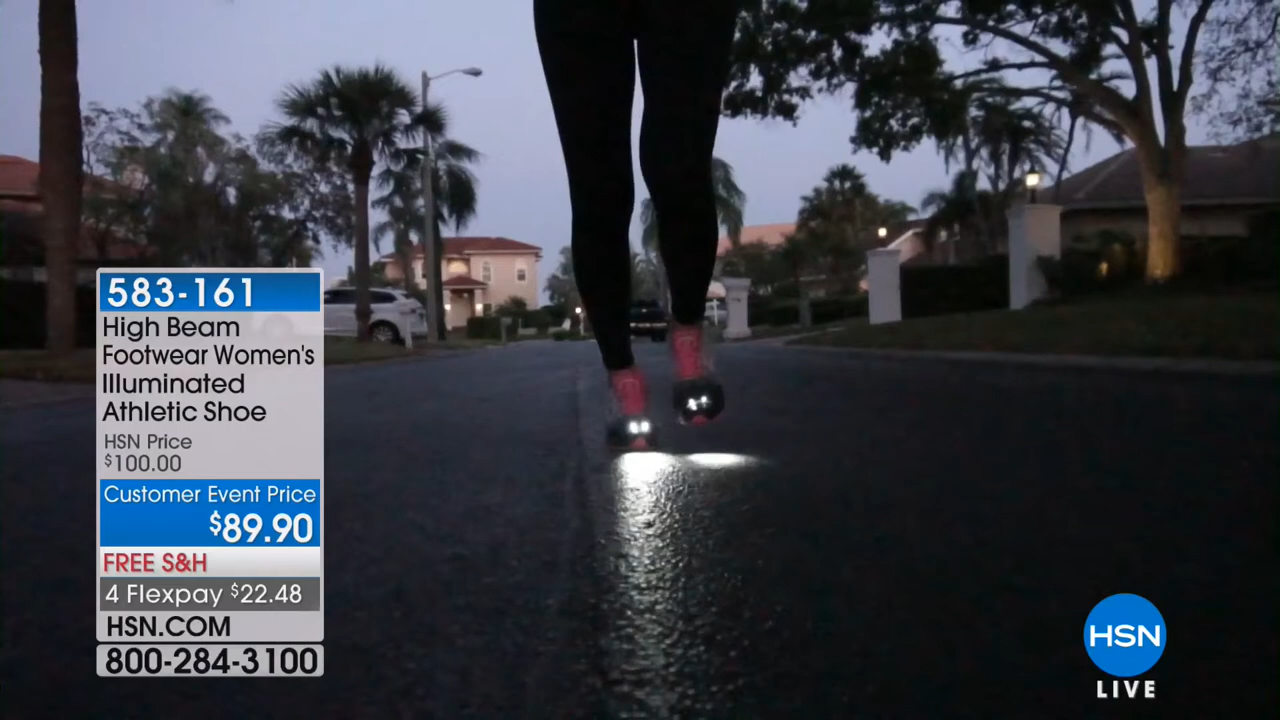 583-161
High Beam
Footwear Women's
Illuminated
Athletic Shoe
HSN Price
$100.00
Customer Event Price
$89.90
FREE S&H
4 Flexpay $22.48
HSN.COM
800-284-3100
HSN
LIVE